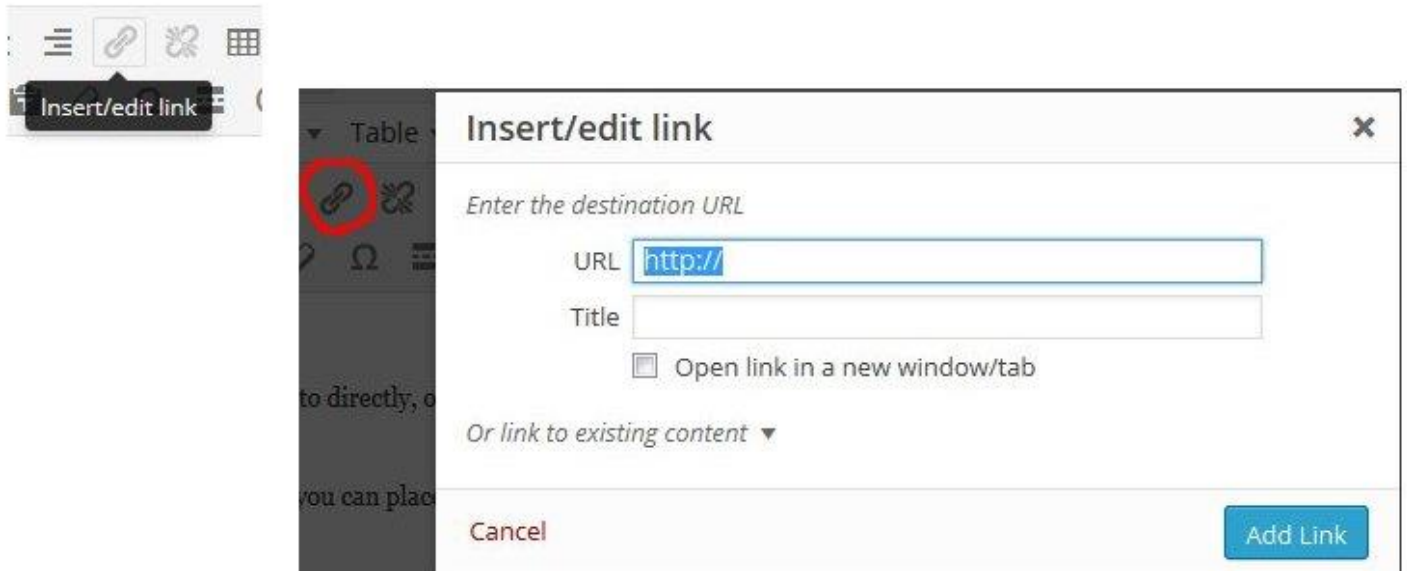 Insert/edit link
Table
Insert/edit link
Enter the destination URL
URL http://
Title
Open link in a new window/tab
to directly, o
Or link to existing content
you can place
Cancel
Add Link